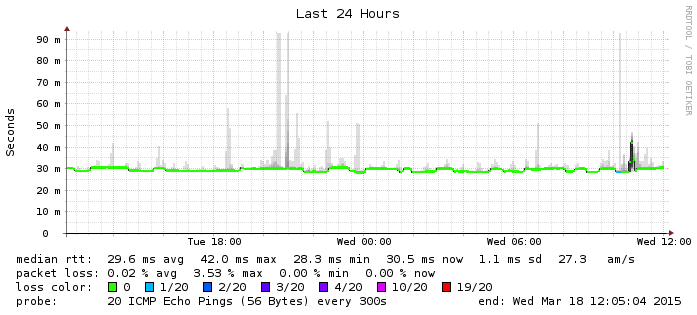 Last 24 Hours
RRDTOOL / TOBI OETIKER
Seconds
90 m
80 m
70 m
60 m
50 m
40 m
30 m
20 m
10 m
0
Tue 18:00 Wed 00:00 Wed 06:00 Wed 12:00
median rtt: 29.6 ms avg 42.0 ms max 28.3 ms min 30.5 ms now 1.1 ms sd 27.3 am/s
packet loss: 0.02 % avg 3.53 % max 0.00 % min 0.00 % now
loss color: 0 1/20 2/20 3/20 4/20 10/20 19/20
probe: 20 ICMP Echo Pings (56 Bytes) every 300s end: Wed Mar 18 12:05:04 2015